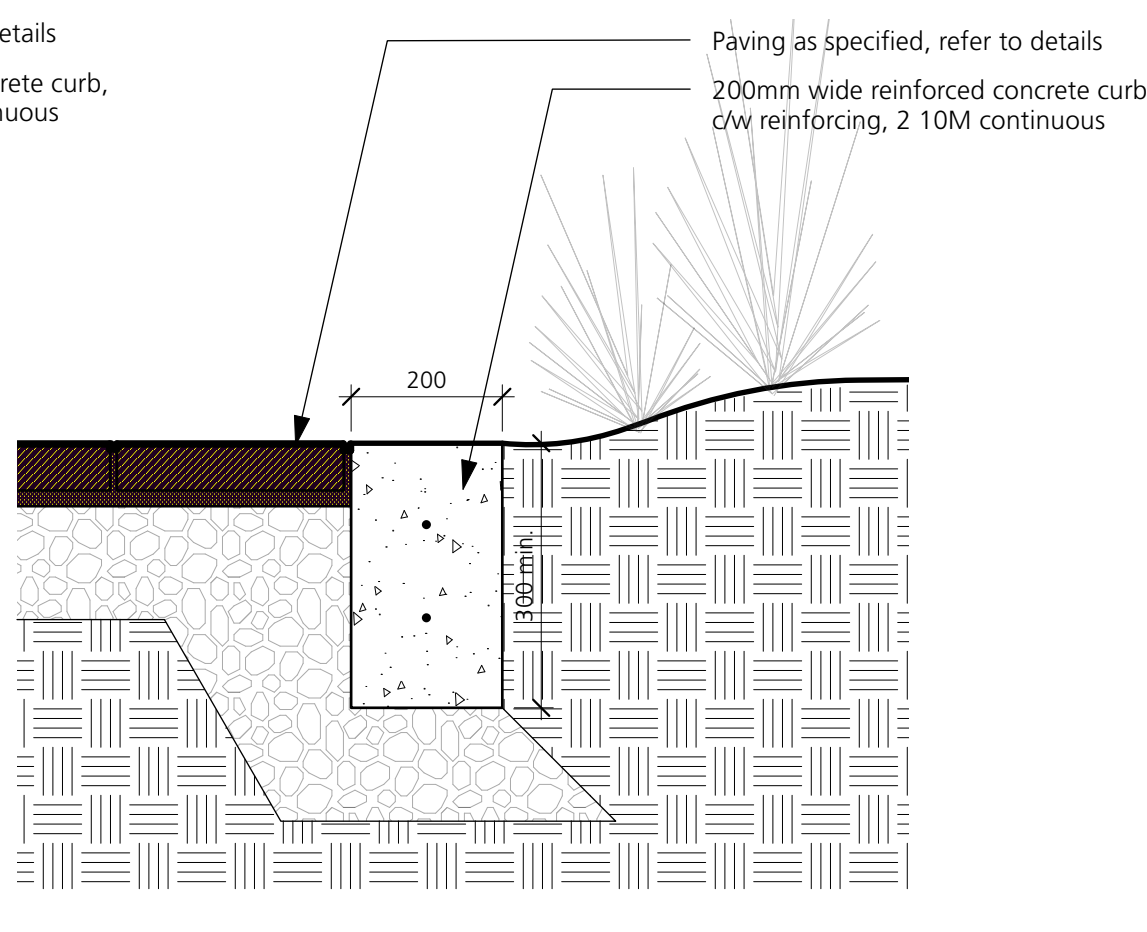 etails
rete curb,
nuous
Paving as specified, refer to details
200mm wide reinforced concrete curb
c/w reinforcing, 2 10M continuous
200
300 min.